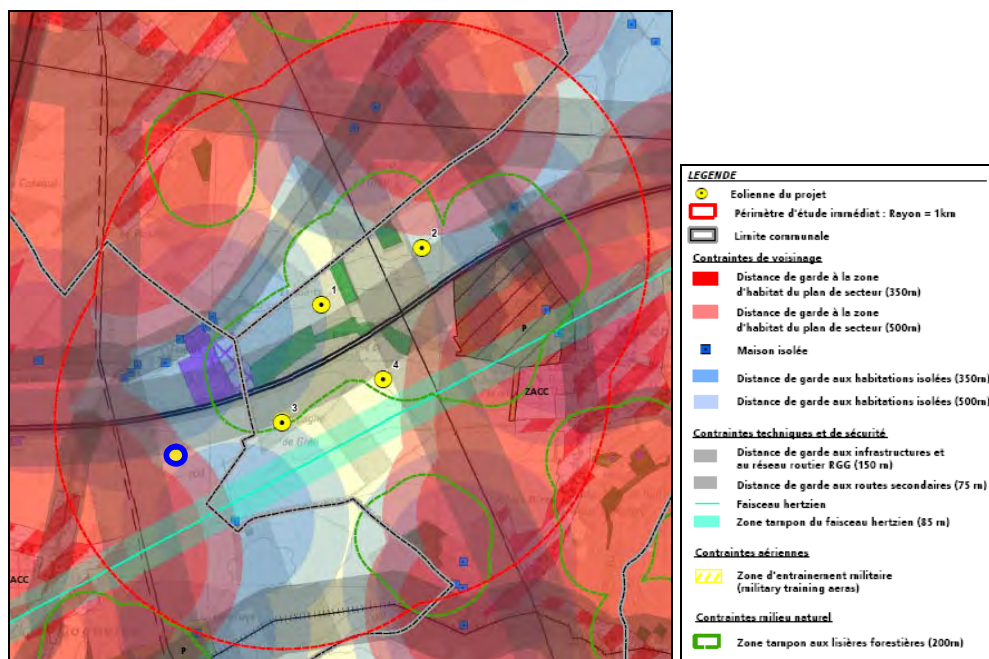 2
1
4
3
P
ZACC
de Gré
ACC
P
LEGENDE
Eolienne du projet
Périmètre d'étude immédiat : Rayon = 1km
Limite communale
Contraintes de voisinage
Distance de garde à la zone
d'habitat du plan de secteur (350m)
Distance de garde à la zone
d'habitat du plan de secteur (500m)
Maison isolée
Distance de garde aux habitations isolées (350m)
Distance de garde aux habitations isolées (500m)
Contraintes techniques et de sécurité
Distance de garde aux infrastructures et
au réseau routier RGG (150 m)
Distance de garde aux routes secondaires (75 m)
Faisceau hertzien
Zone tampon du faisceau hertzien (85 m)
Contraintes aériennes
Zone d'entrainement militaire
(military training aeras)
Contraintes milieu naturel
Zone tampon aux lisières forestières (200m)